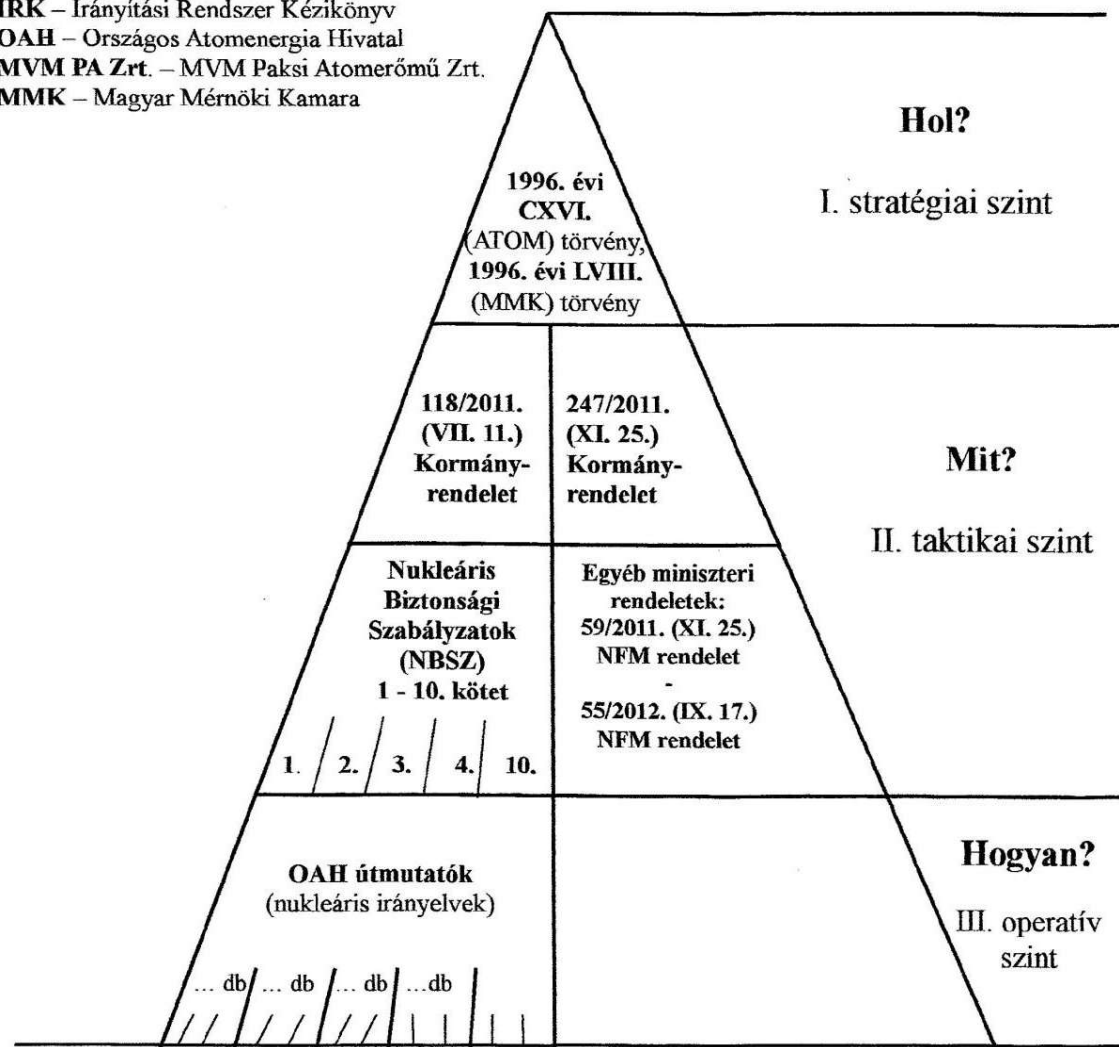 IRK – Irányítási Rendszer Kézikönyv
OAH – Országos Atomenergia Hivatal
MVM PA Zrt. – MVM Paksi Atomerőmű Zrt.
MMK – Magyar Mérnöki Kamara
1996. évi
CXVI.
(ATOM) törvény,
1996. évi LVIII.
(MMK) törvény
Hol?
I. stratégiai szint
118/2011.
(VII. 11.)
Kormány-
rendelet
247/2011.
(XI. 25.)
Kormány-
rendelet
Mit?
II. taktikai szint
Nukleáris
Biztonsági
Szabályzatok
(NBSZ)
1 - 10. kötet
1. 2. 3. 4. 10.
Egyéb miniszteri
rendeletek:
59/2011. (XI. 25.)
NFM rendelet
-
55/2012. (IX. 17.)
NFM rendelet
OAH útmutatók
(nukleáris irányelvek)
... db ... db ... db ...db
Hogyan?
III. operatív
szint